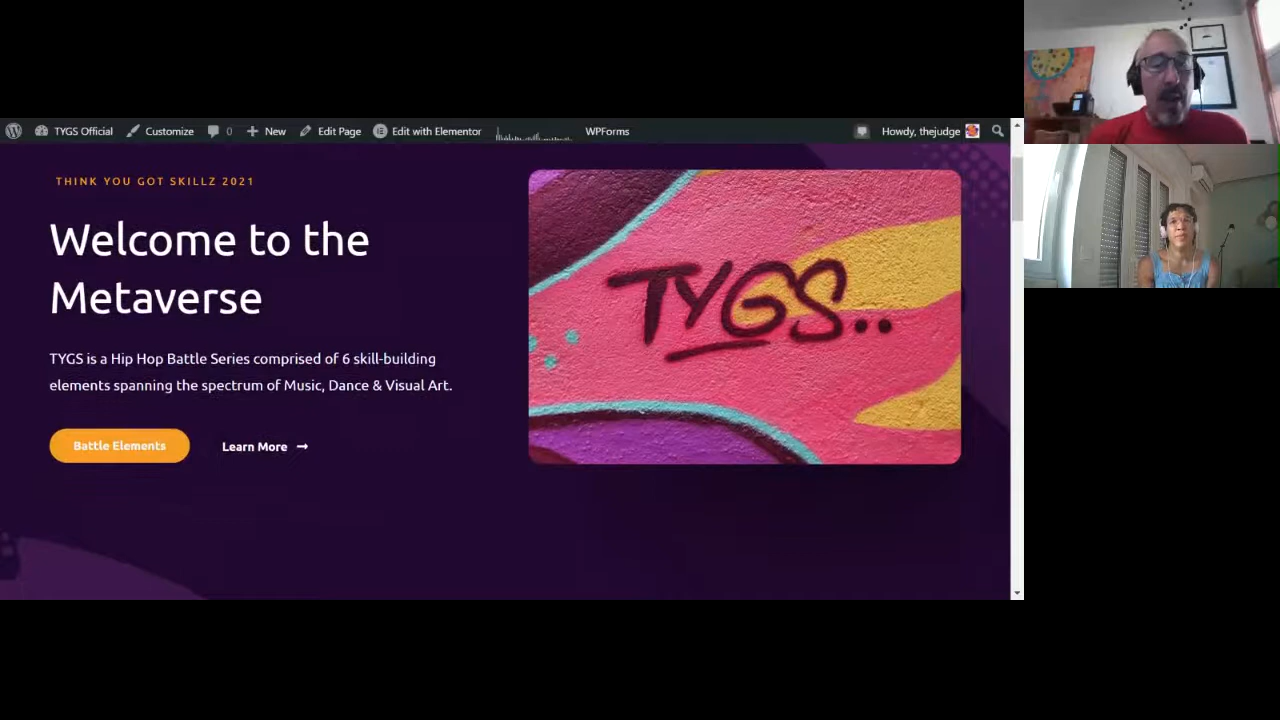 TYGS Official Customize 0 New Edit Page Edit with Elementor WPForms Howdy, thejudge
THINK YOU GOT SKILLZ 2021
Welcome to the
Metaverse
TYGS is a Hip Hop Battle Series comprised of 6 skill-building
elements spanning the spectrum of Music, Dance & Visual Art.
Battle Elements Learn More →
TYGS..